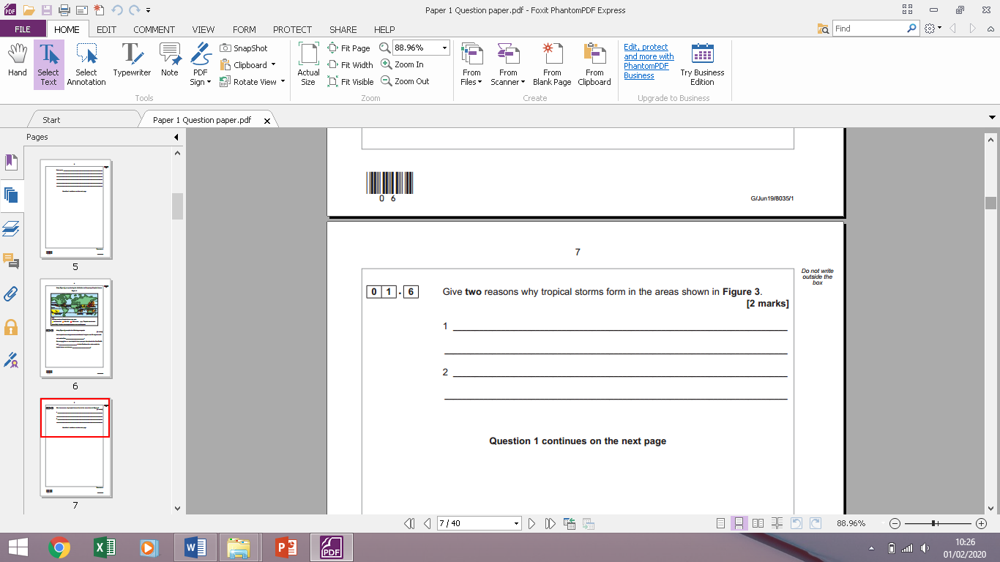 Paper 1 Question paper.pdf - Foxit PhantomPDF Express
FILE HOME EDIT COMMENT VIEW FORM PROTECT SHARE HELP
Find
Hand
Select Text
Select Annotation
Typewriter
Note
PDF Sign
SnapShot
Clipboard
Rotate View
Tools
Actual Size
Fit Page
Fit Width
Fit Visible
88.96%
Zoom In
Zoom Out
Zoom
From Files
From Scanner
From Blank Page
From Clipboard
Create
Edit, protect
and more with
PhantomPDF
Business
Try Business Edition
Upgrade to Business
Start
Paper 1 Question paper.pdf
Pages
5
6
7
0 6
G/Jun19/8035/1
7
Do not write
outside the
box
0 1 . 6 Give two reasons why tropical storms form in the areas shown in Figure 3.
[2 marks]
1
2
Question 1 continues on the next page
7 / 40
88.96%
10:26
01/02/2020